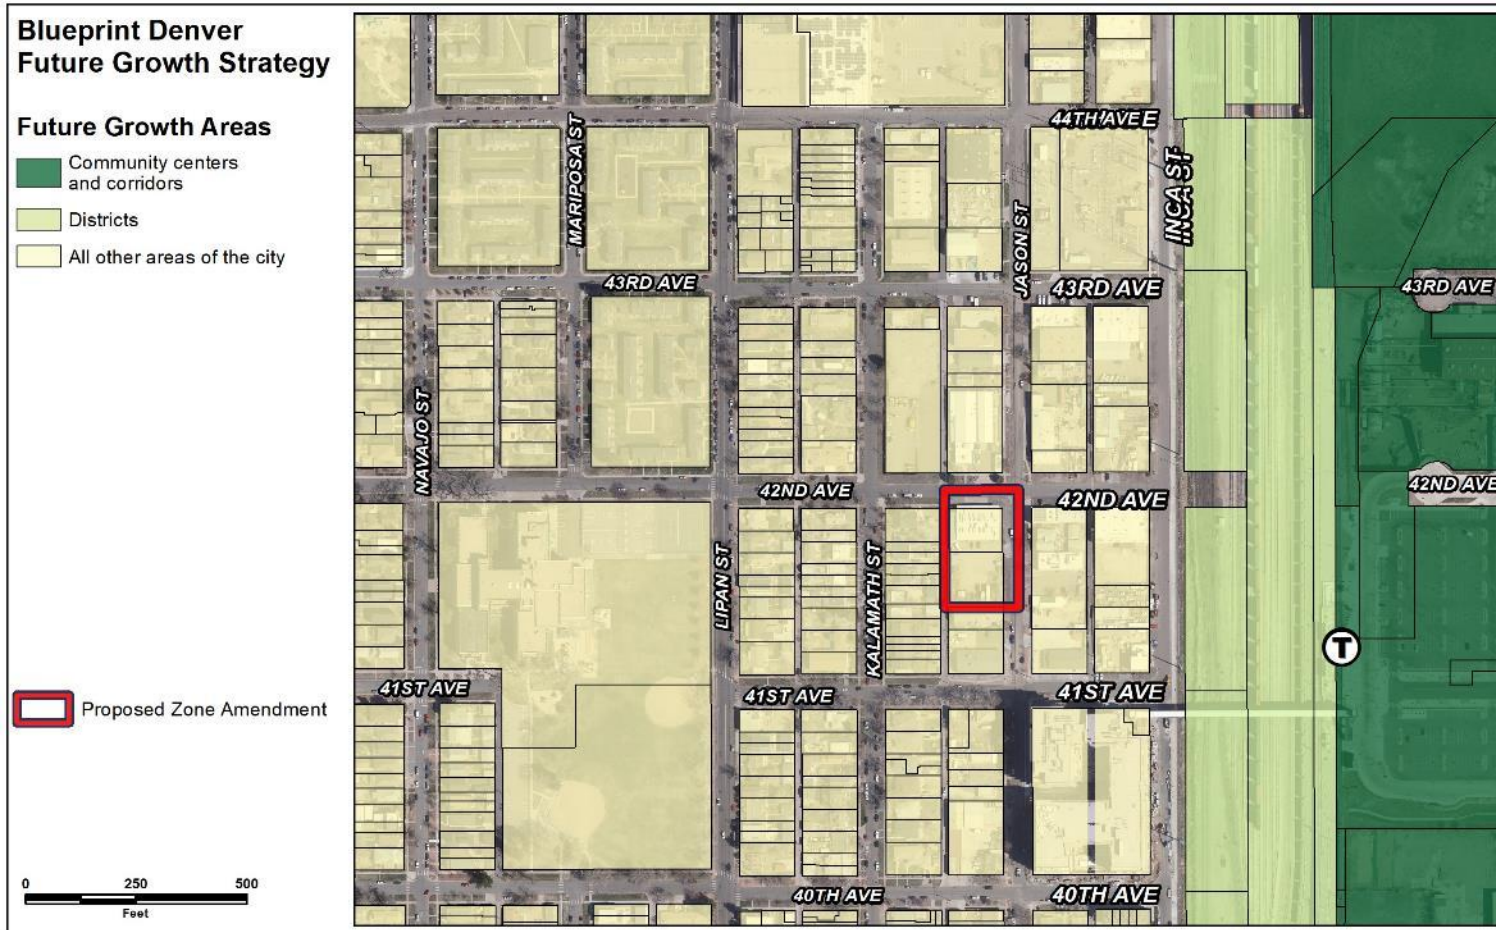 Blueprint Denver
Future Growth Strategy
Future Growth Areas
Community centers
and corridors
Districts
All other areas of the city
Proposed Zone Amendment
0 250 500
Feet
44TH AVE
MARIPOSA ST
INCA ST
JASON ST
43RD AVE
43RD AVE
43RD AVE
NAVAJO ST
42ND AVE
42ND AVE
42ND AVE
LIPAN ST
KALAMATH ST
T
41ST AVE
41ST AVE
41ST AVE
40TH AVE
40TH AVE